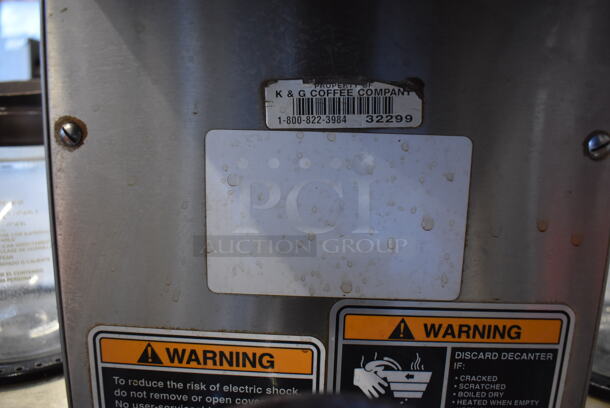 PROPERTY OF
K & G COFFEE COMPANY
1-800-822-3984 32299
PCI
AUCTION GROUP
WARNING
To reduce the risk of electric shock,
do not remove or open
No
WARNING
DISCARD DECANTER
IF:
• CRACKED
• SCRATCHED
• BOILED DRY
• HEATED WHEN EMPTY